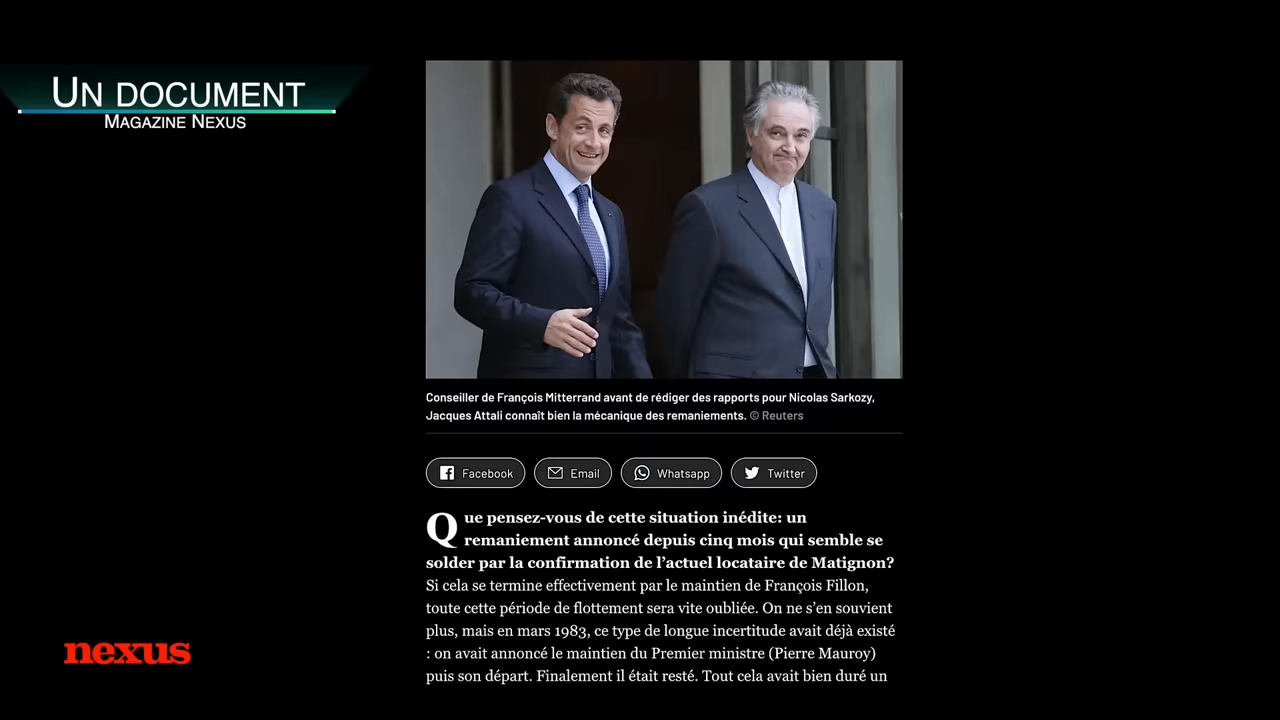 Un document
Magazine Nexus
Conseiller de François Mitterrand avant de rédiger des rapports pour Nicolas Sarkozy,
Jacques Attali connaît bien la mécanique des remaniements. © Reuters
Facebook
Email
Whatsapp
Twitter
Que pensez-vous de cette situation inédite: un
remaniement annoncé depuis cinq mois qui semble se
solder par la confirmation de l’actuel locataire de Matignon?
Si cela se termine effectivement par le maintien de François Fillon,
toute cette période de flottement sera vite oubliée. On ne s’en souvient
plus, mais en mars 1983, ce type de longue incertitude avait déjà existé
: on avait annoncé le maintien du Premier ministre (Pierre Mauroy)
puis son départ. Finalement il était resté. Tout cela avait bien duré un
nexus